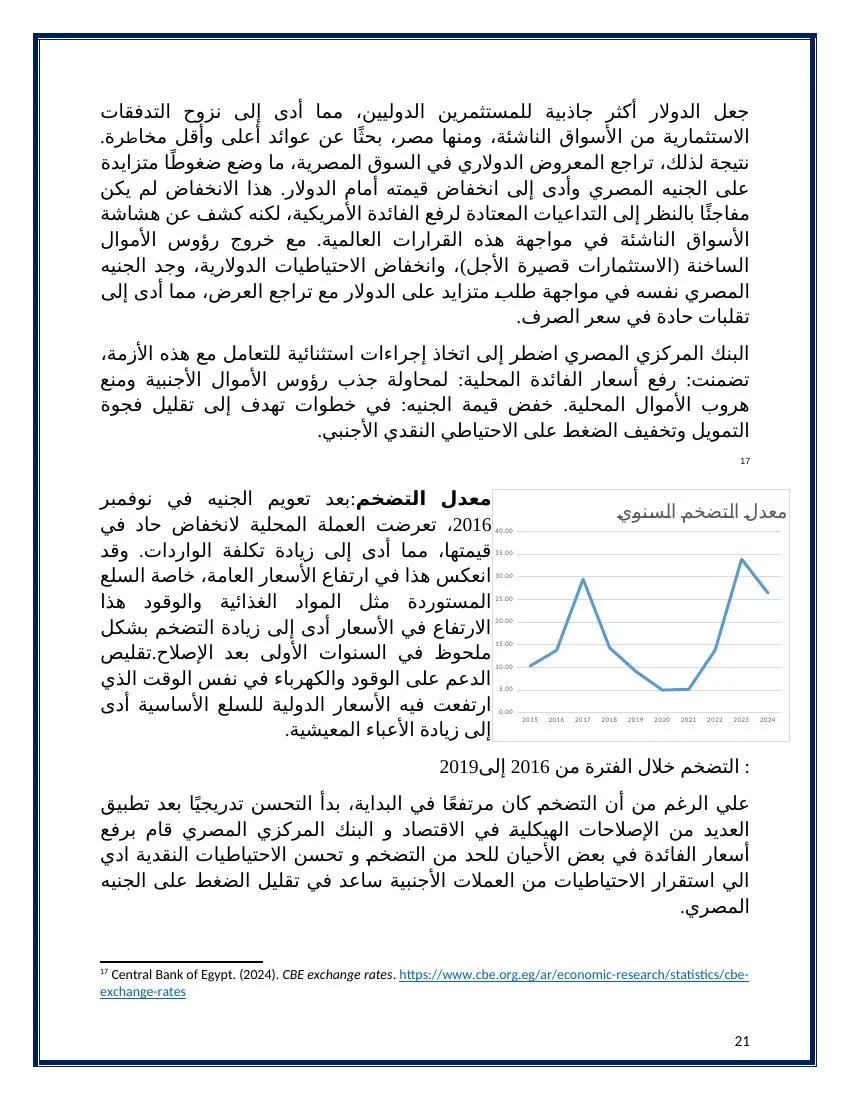 جعل الدولار أكثر جاذبية للمستثمرين الدوليين، مما أدى إلى نزوح التدفقات
الاستثمارية من الأسواق الناشئة، ومنها مصر، بحثًا عن عوائد أعلى وأقل مخاطرة.
نتيجة لذلك، تراجع المعروض الدولاري في السوق المصرية، ما وضع ضغوطًا متزايدة
على الجنيه المصري وأدى إلى انخفاض قيمته أمام الدولار. هذا الانخفاض لم يكن
مفاجئًا بالنظر إلى التداعيات المعتادة لرفع الفائدة الأمريكية، لكنه كشف عن هشاشة
الأسواق الناشئة في مواجهة هذه القرارات العالمية. مع خروج رؤوس الأموال
الساخنة (الاستثمارات قصيرة الأجل)، وانخفاض الاحتياطيات الدولارية، وجد الجنيه
المصري نفسه في مواجهة طلب متزايد على الدولار مع تراجع العرض، مما أدى إلى
تقلبات حادة في سعر الصرف.
البنك المركزي المصري اضطر إلى اتخاذ إجراءات استثنائية للتعامل مع هذه الأزمة،
تضمنت: رفع أسعار الفائدة المحلية: لمحاولة جذب رؤوس الأموال الأجنبية ومنع
هروب الأموال المحلية. خفض قيمة الجنيه: في خطوات تهدف إلى تقليل فجوة
التمويل وتخفيف الضغط على الاحتياطي النقدي الأجنبي.
17
معدل التضخم السنوي
40.00
35.00
30.00
25.00
20.00
15.00
10.00
5.00
0.00
2015 2016 2017 2018 2019 2020 2021 2022 2023 2024
معدل التضخم:بعد تعويم الجنيه في نوفمبر
2016، تعرضت العملة المحلية لانخفاض حاد في
قيمتها، مما أدى إلى زيادة تكلفة الواردات. وقد
انعكس هذا في ارتفاع الأسعار العامة، خاصة السلع
المستوردة مثل المواد الغذائية والوقود هذا
الارتفاع في الأسعار أدى إلى زيادة التضخم بشكل
ملحوظ في السنوات الأولى بعد الإصلاح.تقليص
الدعم على الوقود والكهرباء في نفس الوقت الذي
ارتفعت فيه الأسعار الدولية للسلع الأساسية أدى
إلى زيادة الأعباء المعيشية.
: التضخم خلال الفترة من 2016 إلى2019
علي الرغم من أن التضخم كان مرتفعًا في البداية، بدأ التحسن تدريجيًا بعد تطبيق
العديد من الإصلاحات الهيكلية في الاقتصاد و البنك المركزي المصري قام برفع
أسعار الفائدة في بعض الأحيان للحد من التضخم و تحسن الاحتياطيات النقدية ادي
الي استقرار الاحتياطيات من العملات الأجنبية ساعد في تقليل الضغط على الجنيه
المصري.
17 Central Bank of Egypt. (2024). CBE exchange rates. https://www.cbe.org.eg/ar/economic-research/statistics/cbe-
exchange-rates
21